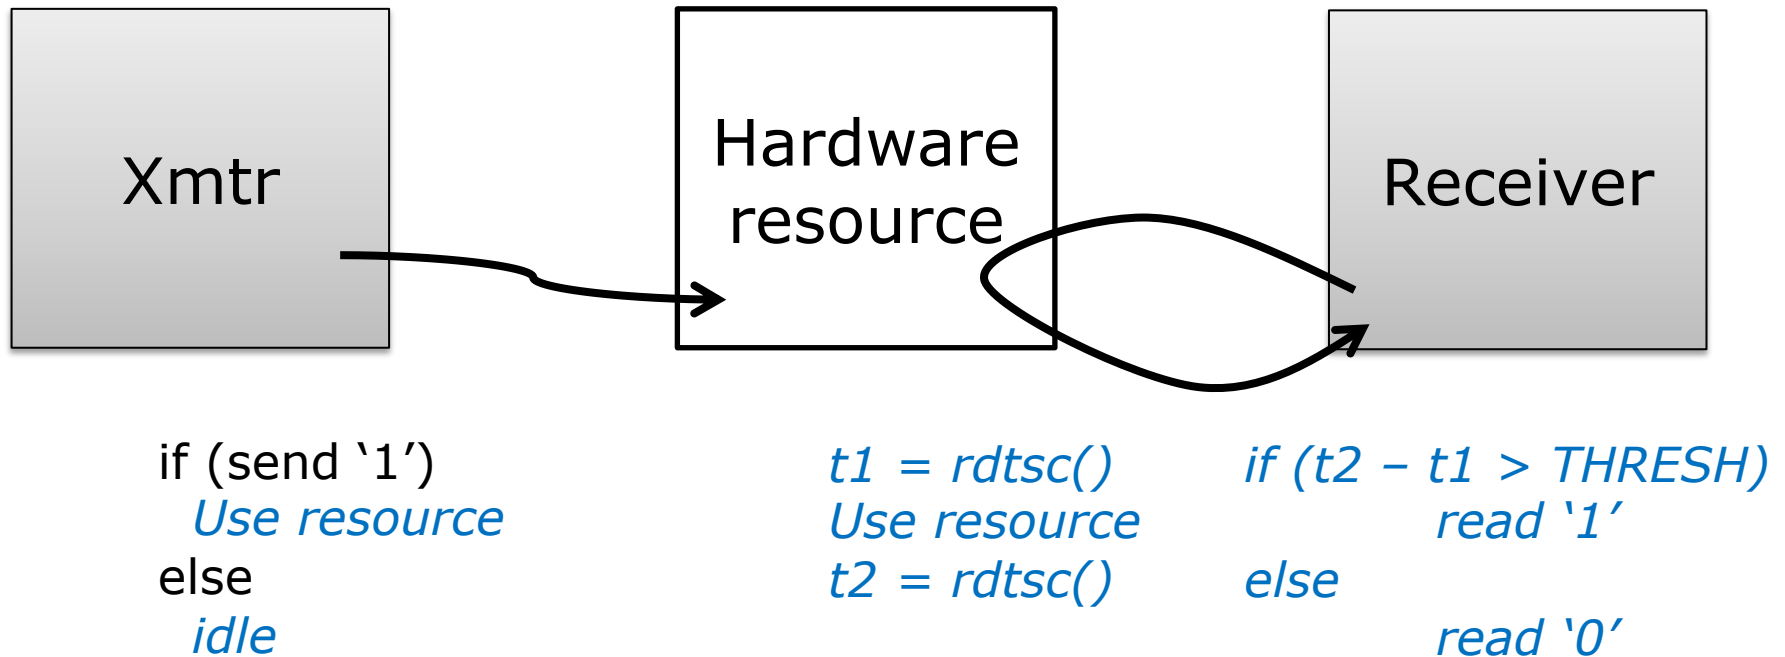 Xmtr
Hardware
resource
Receiver
if (send ‘1’)
Use resource
else
idle
t1 = rdtsc()
Use resource
t2 = rdtsc()
if (t2 – t1 > THRESH)
read ‘1’
else
read ‘0’